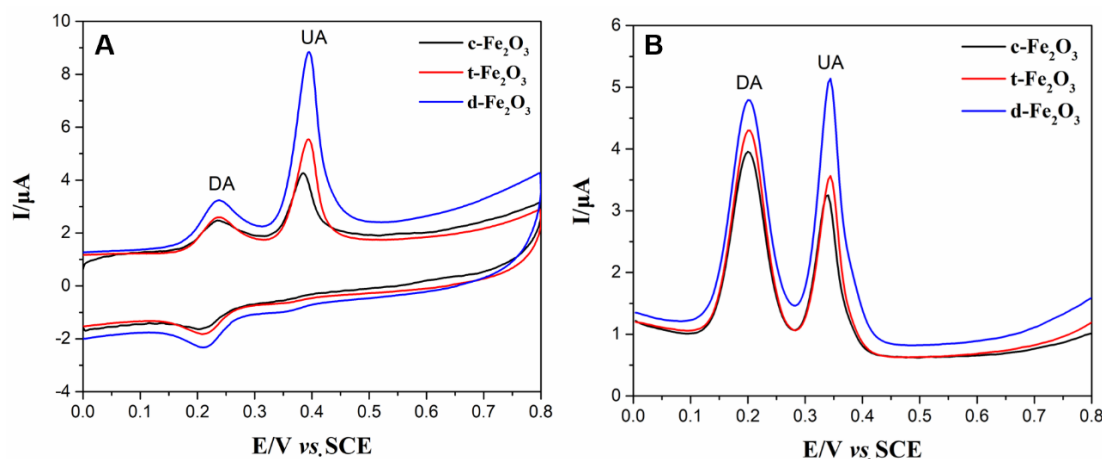 A
UA
DA
c-Fe₂O₃
t-Fe₂O₃
d-Fe₂O₃
10
8
6
4
2
0
-2
-4
I/µA
0.0 0.1 0.2 0.3 0.4 0.5 0.6 0.7 0.8
E/V vs. SCE
B
DA
UA
c-Fe₂O₃
t-Fe₂O₃
d-Fe₂O₃
6
5
4
3
2
1
0
I/µA
0.0 0.1 0.2 0.3 0.4 0.5 0.6 0.7 0.8
E/V vs. SCE